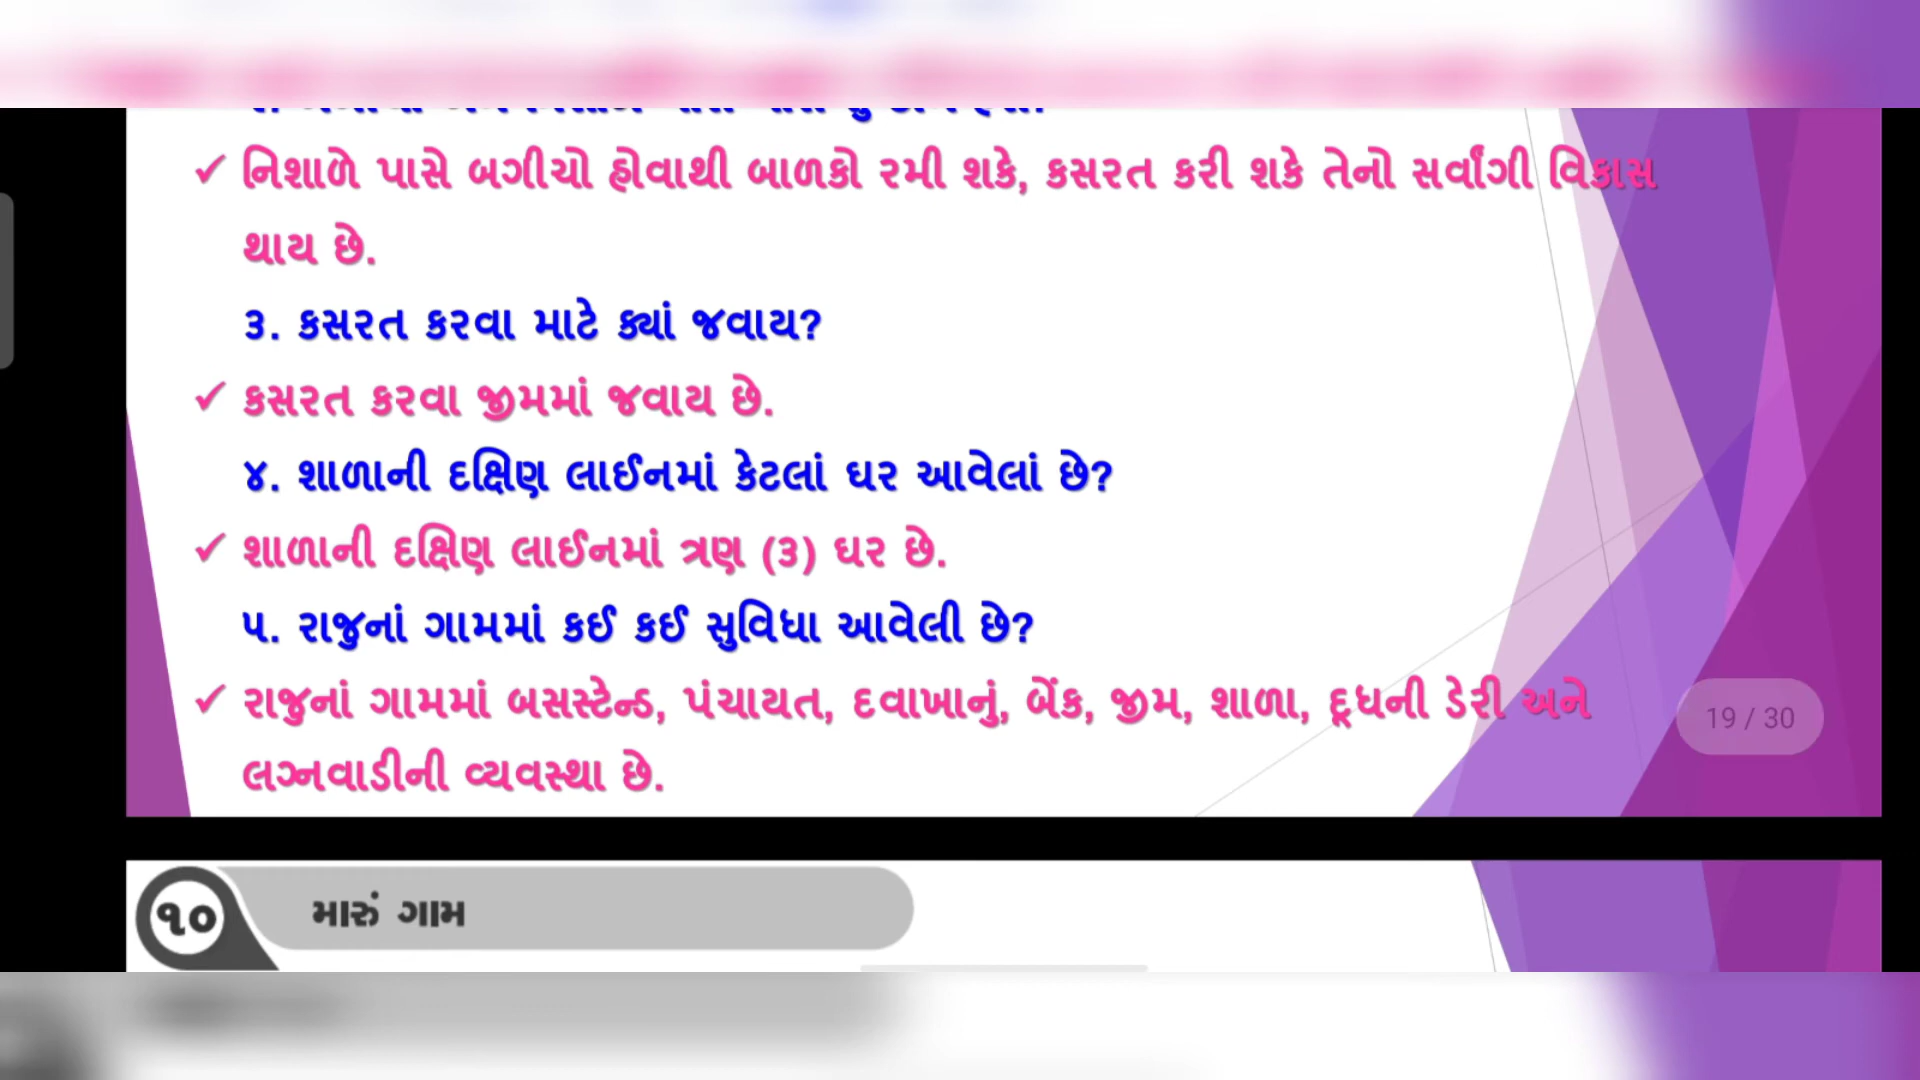 ✓ નિશાળે પાસે બગીચો હોવાથી બાળકો રમી શકે, કસરત કરી શકે તેનો સર્વાંગી વિકાસ
થાય છે.
૩. કસરત કરવા માટે ક્યાં જવાય?
✓ કસરત કરવા જીમમાં જવાય છે.
૪. શાળાની દક્ષિણ લાઈનમાં કેટલાં ઘર આવેલાં છે?
✓ શાળાની દક્ષિણ લાઈનમાં ત્રણ (૩) ઘર છે.
૫. રાજુનાં ગામમાં કઈ કઈ સુવિધા આવેલી છે?
✓ રાજુનાં ગામમાં બસસ્ટેન્ડ, પંચાયત, દવાખાનું, બેંક, જીમ, શાળા, દૂધની ડેરી અને
લગ્નવાડીની વ્યવસ્થા છે.
19 / 30
૧૦ મારું ગામ